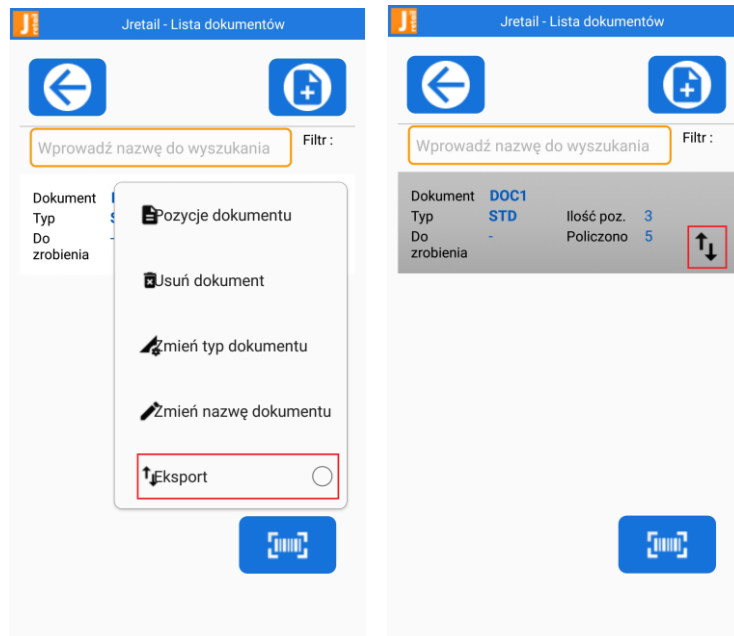 J
retail
Jretail - Lista dokumentów
Wprowadź nazwę do wyszukania
Filtr :
Dokument
Typ
Do
-
zrobienia
Pozycje dokumentu
Usuń dokument
Zmień typ dokumentu
Zmień nazwę dokumentu
Eksport
J
retail
Jretail - Lista dokumentów
Wprowadź nazwę do wyszukania
Filtr :
Dokument DOC1
Typ STD Ilość poz. 3
Do - Policzono 5
zrobienia